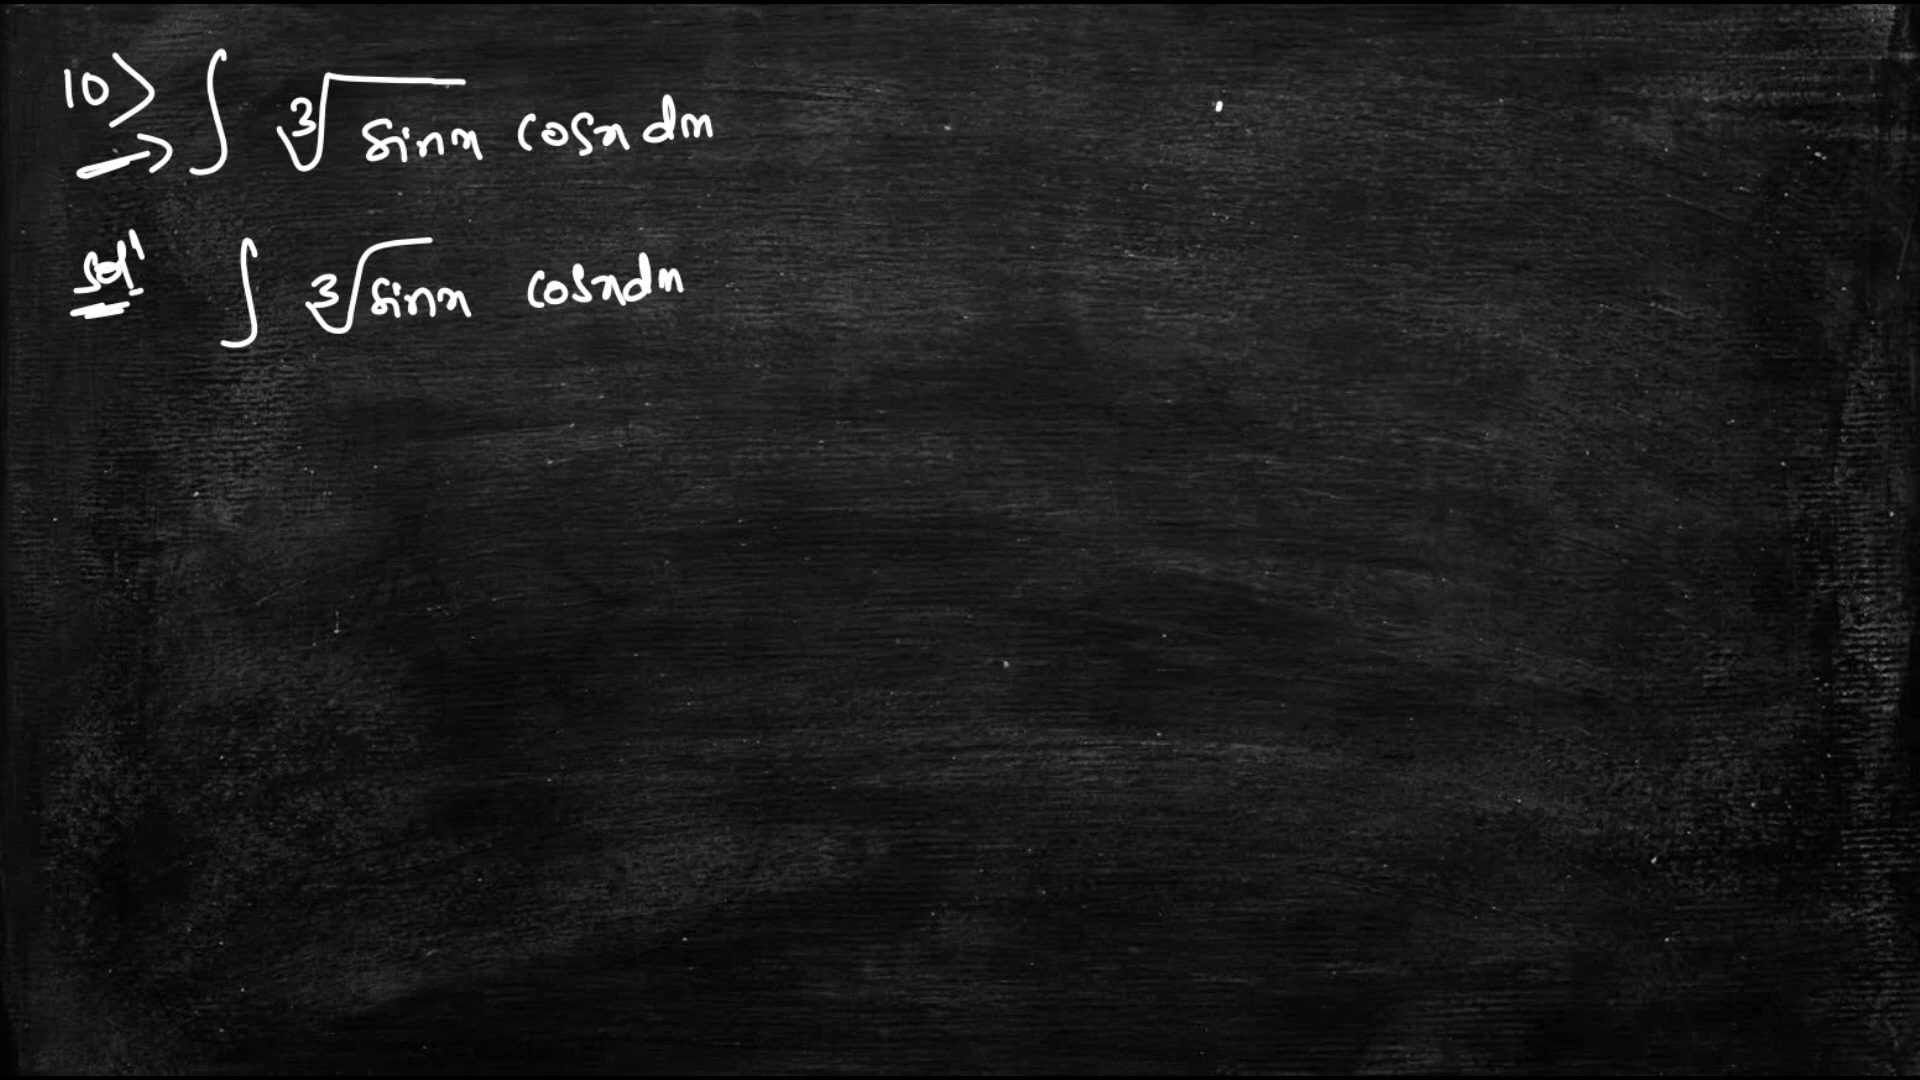 10) ∫ ∛sinx cosx dx
Sol! ∫ ∛sinx cosx dx